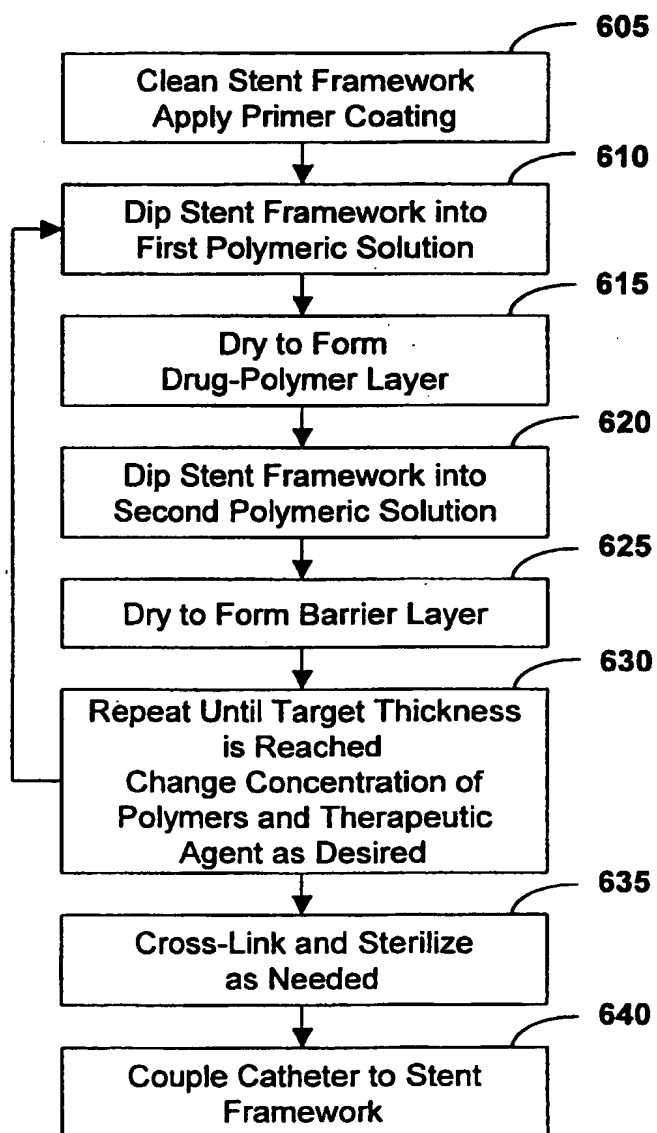 605
Clean Stent Framework
Apply Primer Coating
610
Dip Stent Framework into
First Polymeric Solution
615
Dry to Form
Drug-Polymer Layer
620
Dip Stent Framework into
Second Polymeric Solution
625
Dry to Form Barrier Layer
630
Repeat Until Target Thickness
is Reached
Change Concentration of
Polymers and Therapeutic
Agent as Desired
635
Cross-Link and Sterilize
as Needed
640
Couple Catheter to Stent
Framework